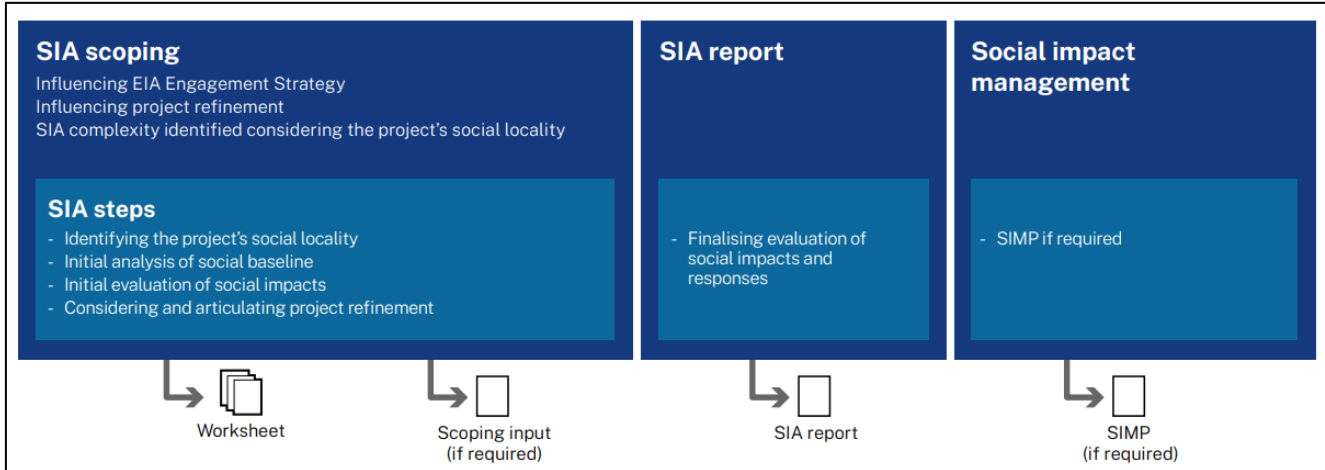 SIA scoping
Influencing EIA Engagement Strategy
Influencing project refinement
SIA complexity identified considering the project's social locality
SIA steps
- Identifying the project's social locality
- Initial analysis of social baseline
- Initial evaluation of social impacts
- Considering and articulating project refinement
Worksheet
Scoping input
(if required)
SIA report
- Finalising evaluation of
social impacts and
responses
SIA report
Social impact
management
- SIMP if required
SIMP
(if required)